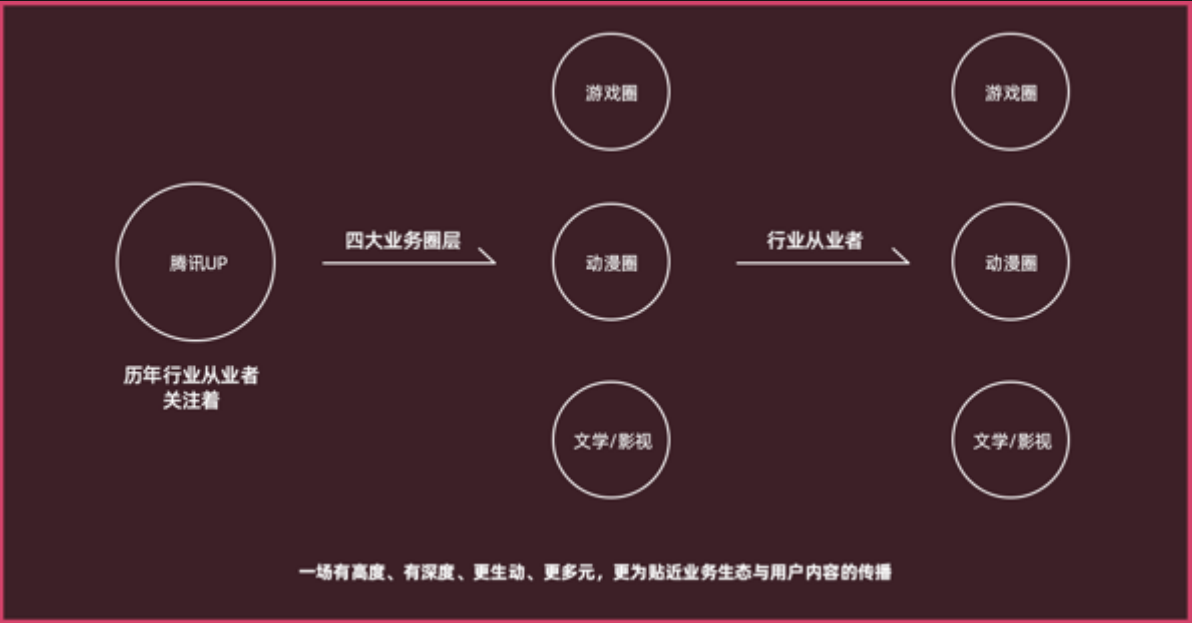 游戏圈
游戏圈
四大业务圈层
行业从业者
腾讯UP
动漫圈
动漫圈
历年行业从业者
关注着
文学/影视
文学/影视
一场有高度、有深度、更生动、更多元，更为贴近业务生态与用户内容的传播